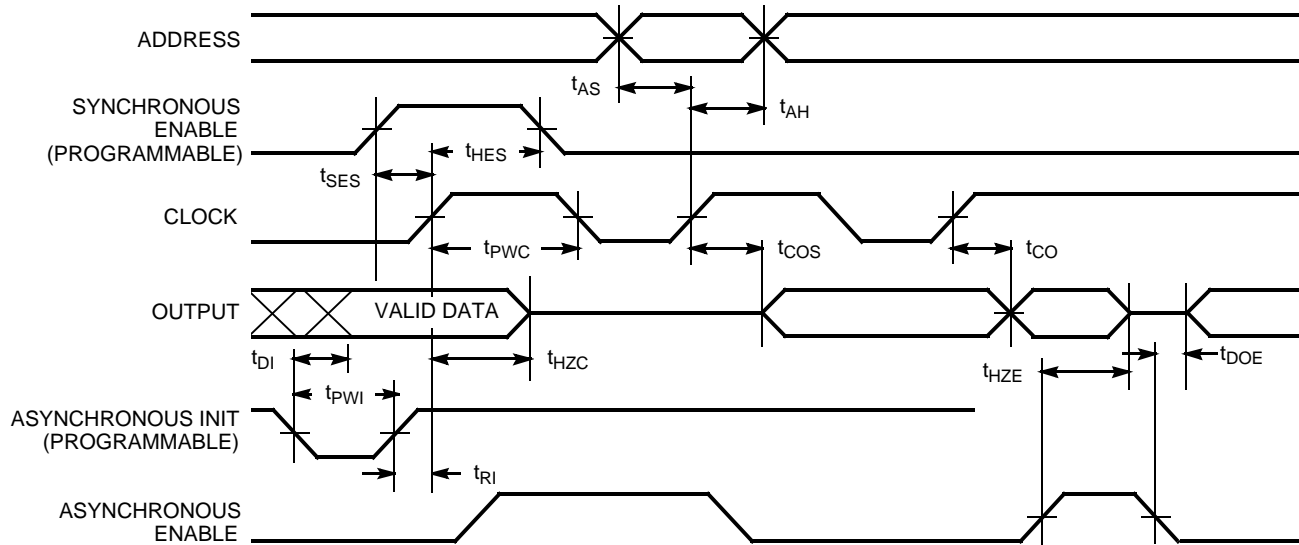 ADDRESS
tAS
tAH
SYNCHRONOUS
ENABLE
(PROGRAMMABLE)
tHES
tSES
CLOCK
tPWC
tCOS
tCO
OUTPUT
VALID DATA
tDI
tHZC
tHZE
tDOE
tPWI
ASYNCHRONOUS INIT
(PROGRAMMABLE)
tRI
ASYNCHRONOUS
ENABLE